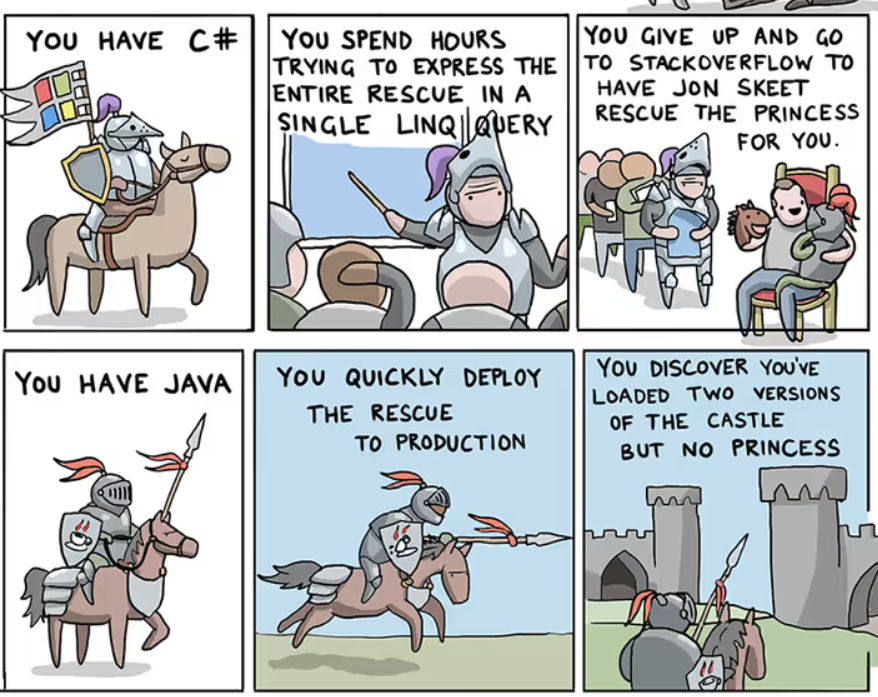 YOU HAVE C#
YOU SPEND HOURS
TRYING TO EXPRESS THE
ENTIRE RESCUE IN A
SINGLE LINQ QUERY
YOU GIVE UP AND GO
TO STACKOVERFLOW TO
HAVE JON SKEET
RESCUE THE PRINCESS
FOR YOU.
YOU HAVE JAVA
YOU QUICKLY DEPLOY
THE RESCUE
TO PRODUCTION
YOU DISCOVER YOU'VE
LOADED TWO VERSIONS
OF THE CASTLE
BUT NO PRINCESS